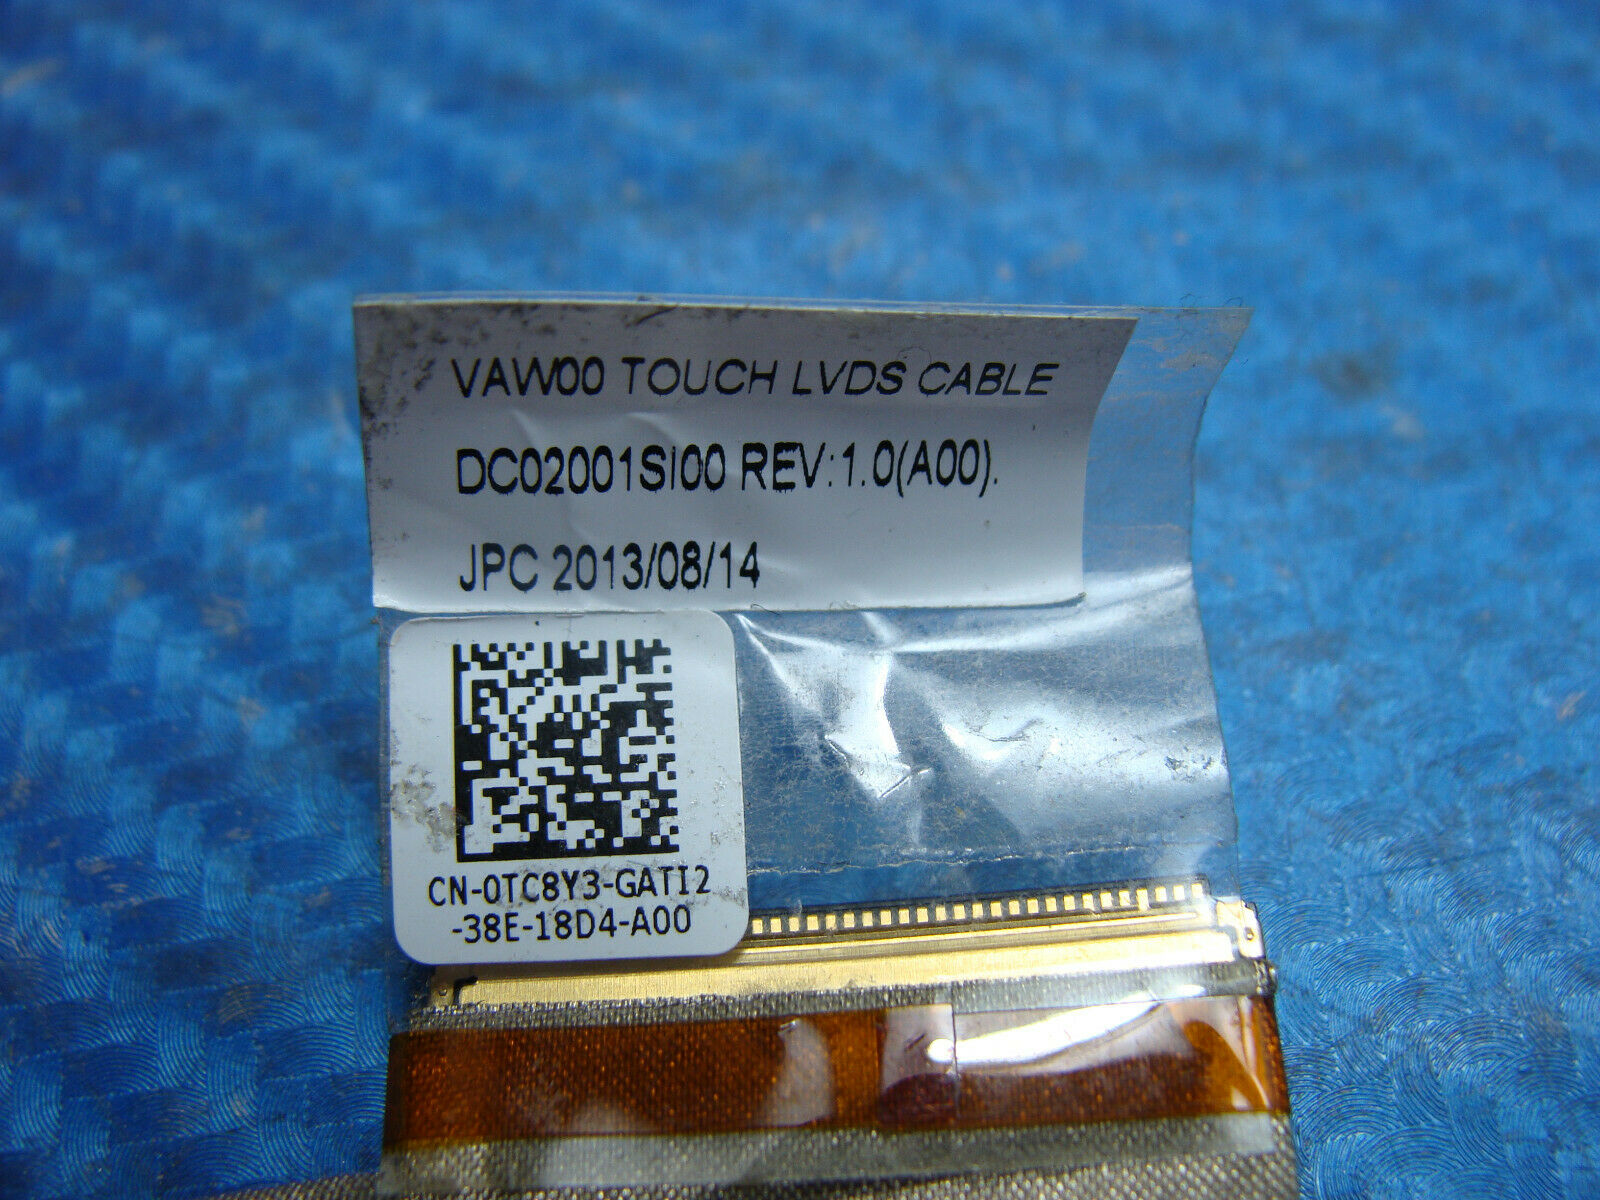 VAW00 TOUCH LVDS CABLE
DC02001SI00 REV:1.0(A00).
JPC 2013/08/14
CN-0TC8Y3-GATI2
-38E-18D4-A00